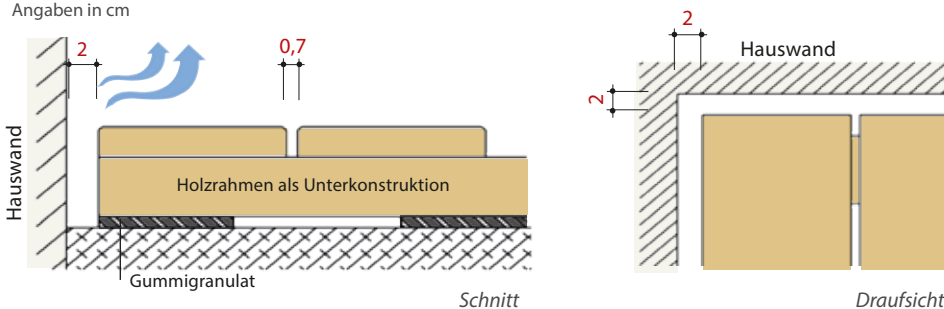 Angaben in cm
2
0,7
Hauswand
Holzrahmen als Unterkonstruktion
Gummigranulat
Schnitt
2
Hauswand
2
Draufsicht